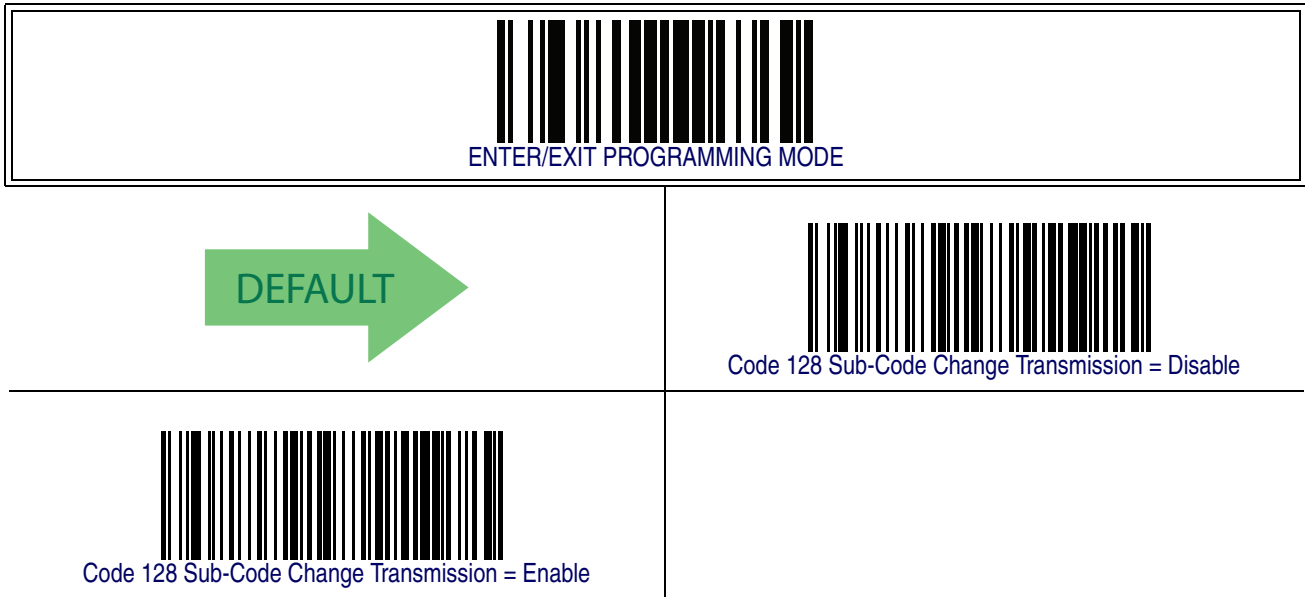 ENTER/EXIT PROGRAMMING MODE
DEFAULT
Code 128 Sub-Code Change Transmission = Disable
Code 128 Sub-Code Change Transmission = Enable